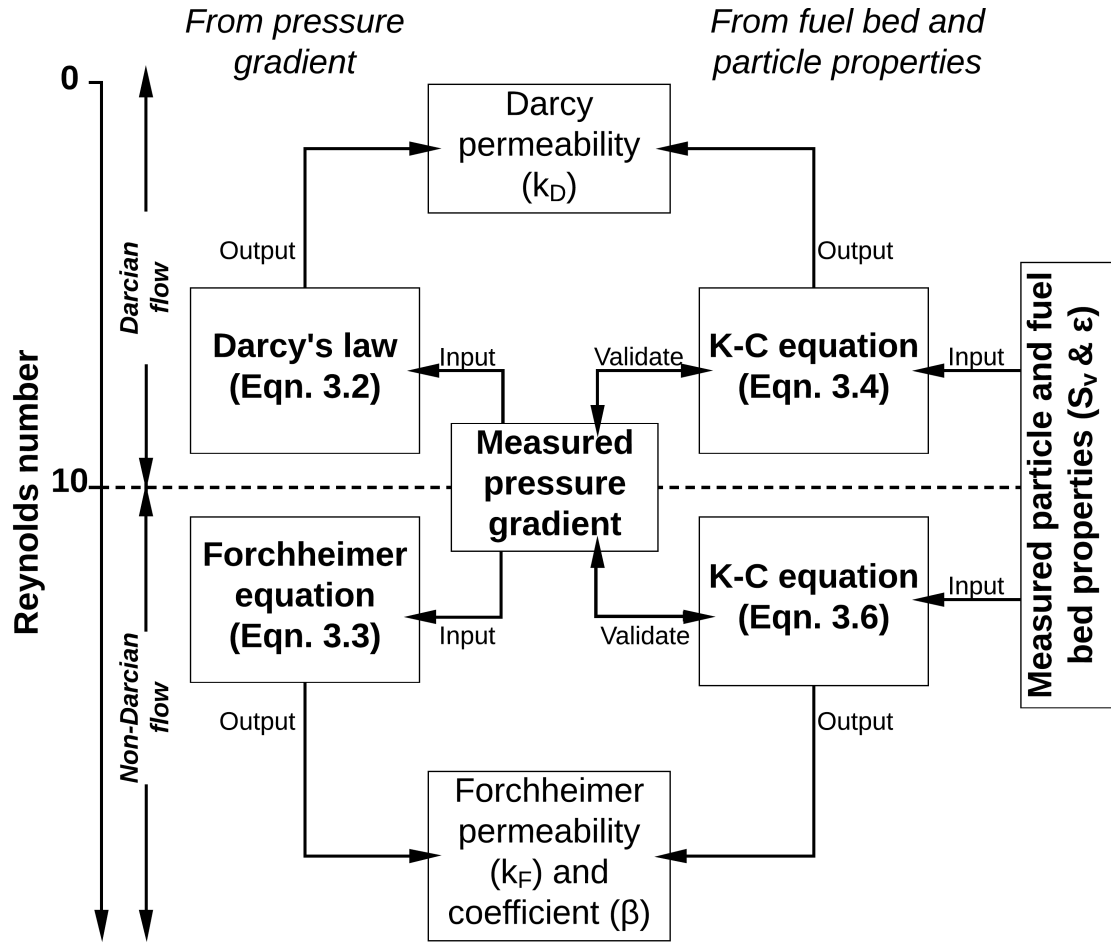 From pressure
gradient
From fuel bed and
particle properties
0
Darcy
permeability
(kD)
Output
Output
Darcian
flow
Darcy's law
(Eqn. 3.2)
Input
Validate
K-C equation
(Eqn. 3.4)
Input
Measured particle and fuel
bed properties (Sv & ε)
Reynolds number
10
Measured
pressure
gradient
Forchheimer
equation
(Eqn. 3.3)
Input
Validate
K-C equation
(Eqn. 3.6)
Input
Non-Darcian
flow
Output
Output
Forchheimer
permeability
(kF) and
coefficient (β)